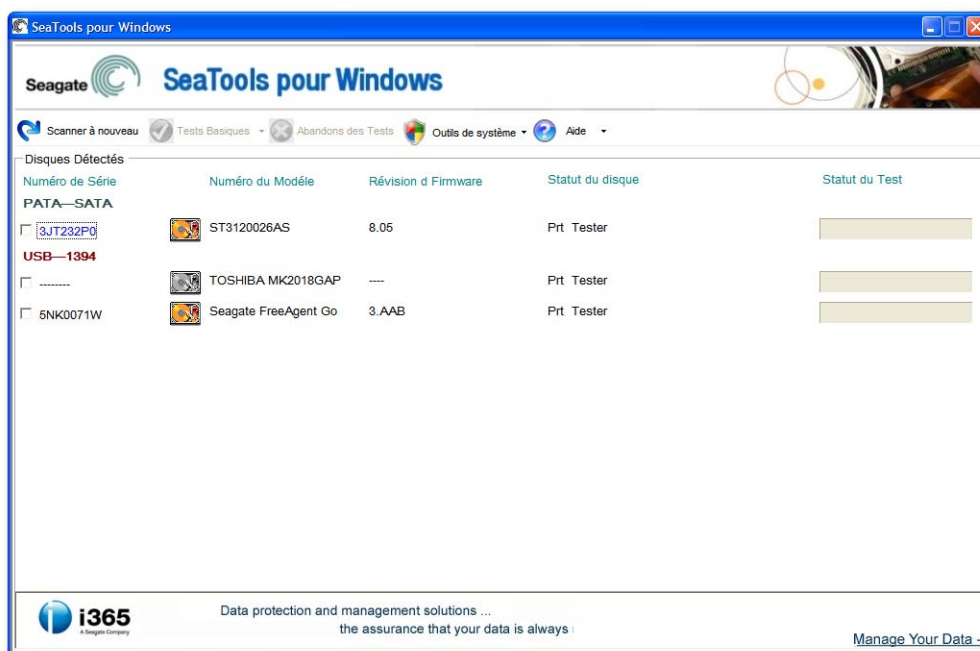 SeaTools pour Windows
Seagate SeaTools pour Windows
Scanner à nouveau Tests Basiques Abandons des Tests Outils de système Aide
Disques Détectés
Numéro de Série Numéro du Modéle Révision d Firmware Statut du disque Statut du Test
PATA—SATA
3JT232P0 ST3120026AS 8.05 Prt Tester
USB—1394
-------- TOSHIBA MK2018GAP ---- Prt Tester
5NK0071W Seagate FreeAgent Go 3.AAB Prt Tester
i365
A Seagate Company
Data protection and management solutions ...
the assurance that your data is always
Manage Your Data -